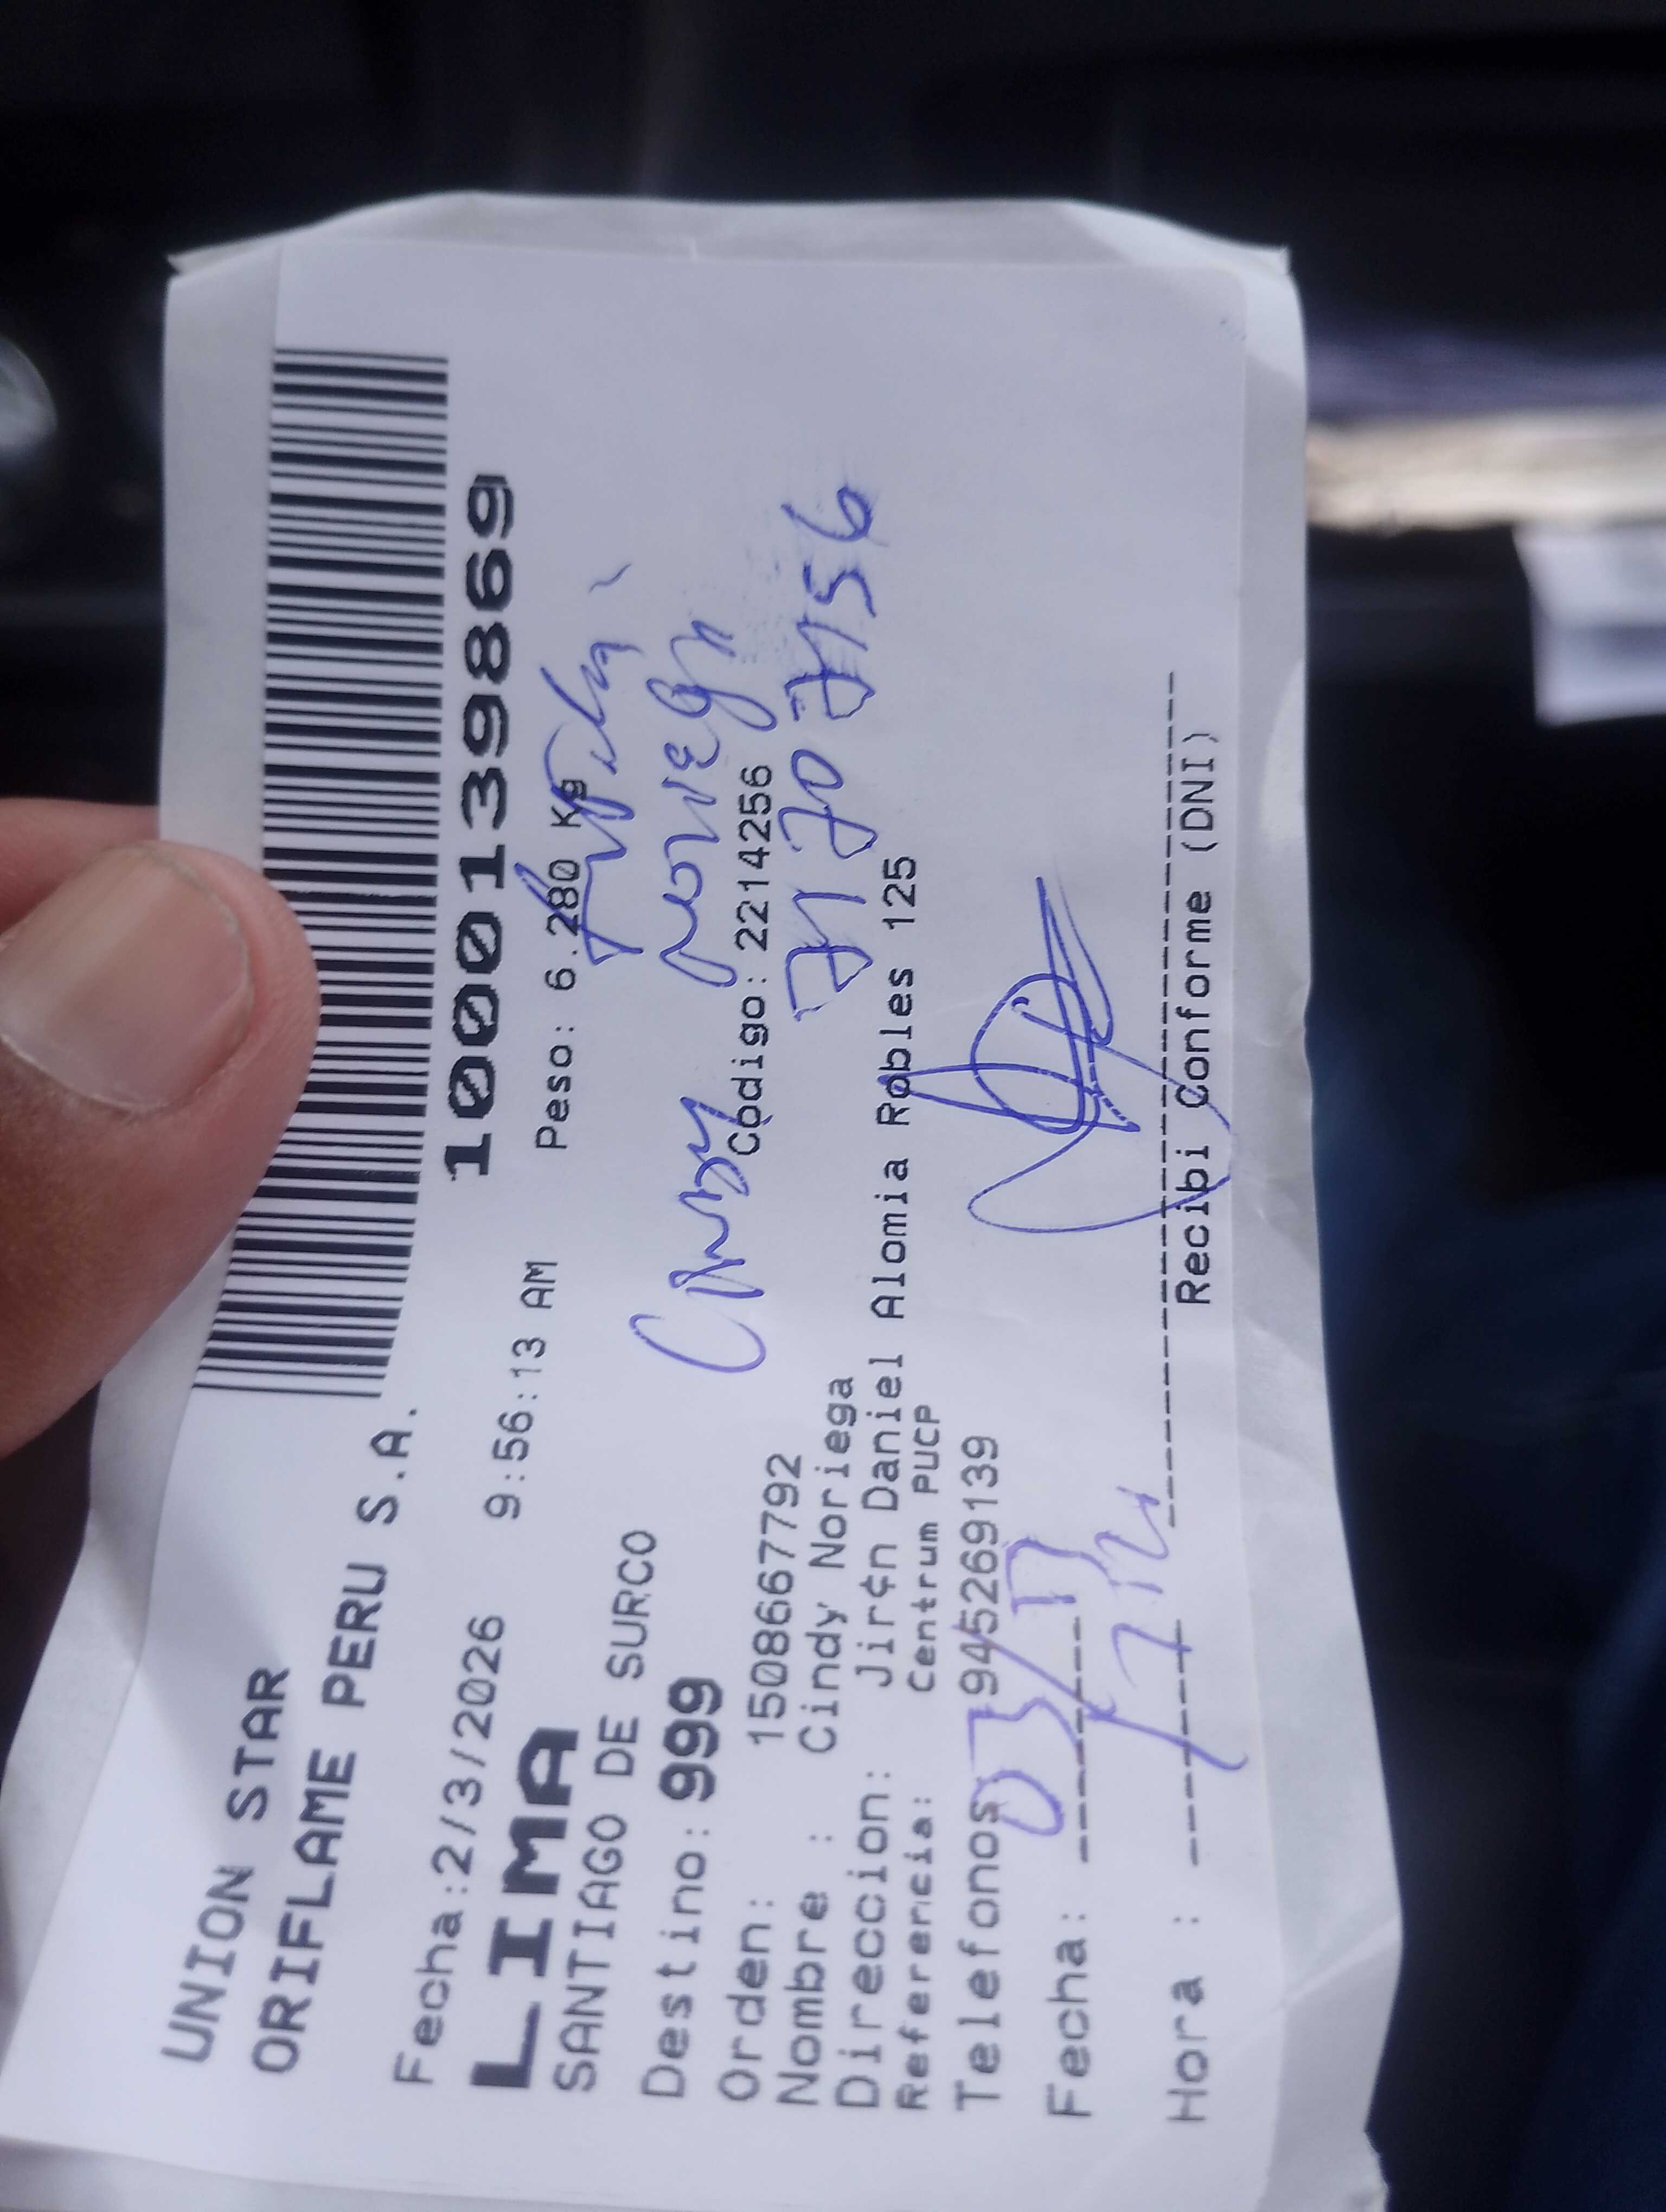 UNION STAR
ORIFLAME PERU S.A.
1000139869
Fecha:2/3/2026 9:56:13 AM Peso: 6.280 Kg
LIMA
SANTIAGO DE SURCO
Destino: 999
Cindy Noriega
Orden: 1508667792 Codigo: 2214256
Nombre : Cindy Noriega
71707156
Direccion: Jir¢n Daniel Alomia Robles 125
Referencia: Centrum PUCP
Telefonos 945269139
Fecha:
Hora :
Recibi Conforme (DNI)